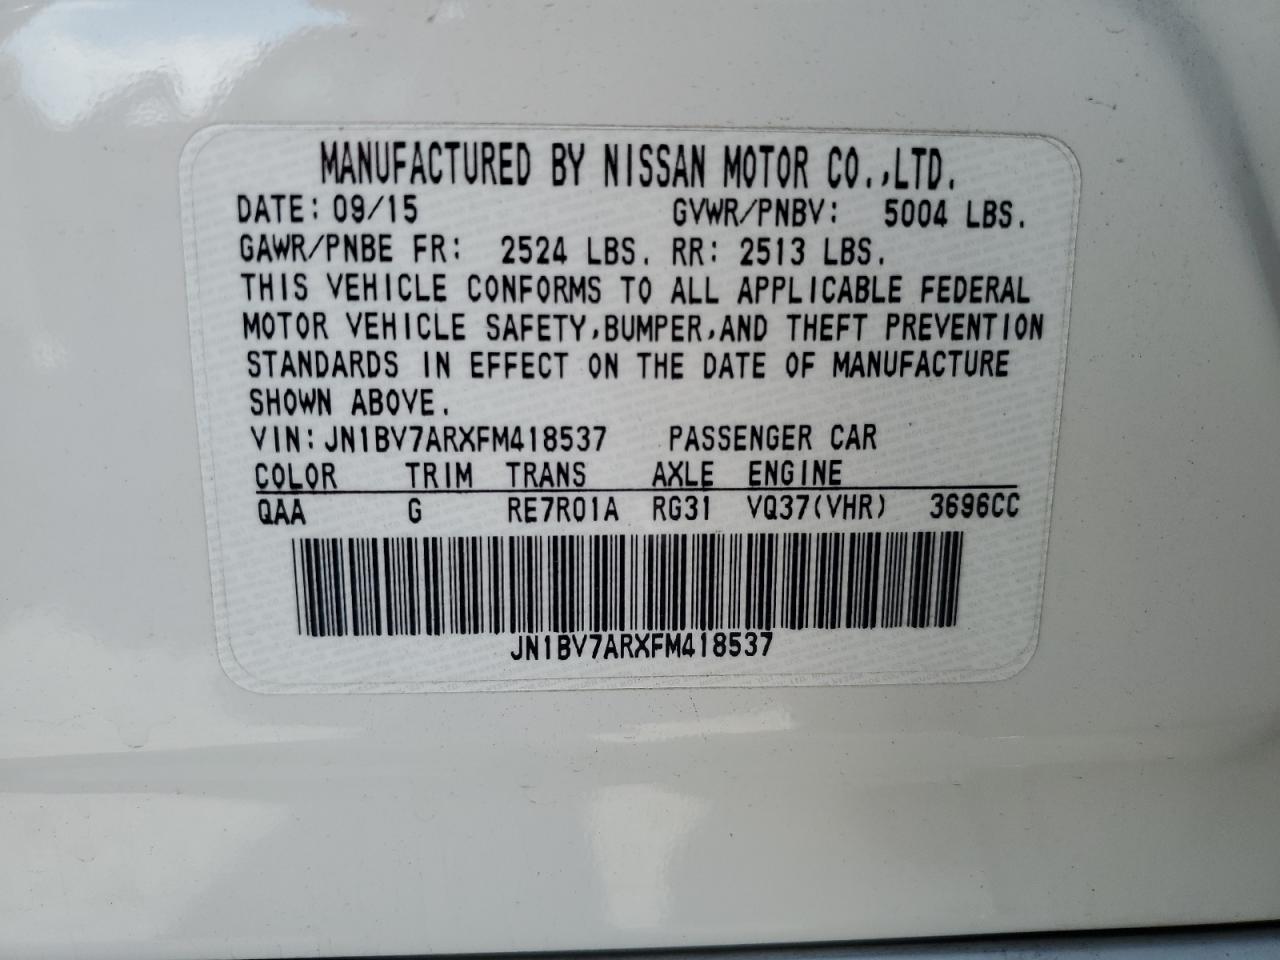 MANUFACTURED BY NISSAN MOTOR CO.,LTD.
DATE: 09/15 GVWR/PNBV: 5004 LBS.
GAWR/PNBE FR: 2524 LBS. RR: 2513 LBS.
THIS VEHICLE CONFORMS TO ALL APPLICABLE FEDERAL
MOTOR VEHICLE SAFETY,BUMPER,AND THEFT PREVENTION
STANDARDS IN EFFECT ON THE DATE OF MANUFACTURE
SHOWN ABOVE.
VIN: JN1BV7ARXFM418537 PASSENGER CAR
COLOR TRIM TRANS AXLE ENGINE
QAA G RE7R01A RG31 VQ37(VHR) 3696CC
JN1BV7ARXFM418537